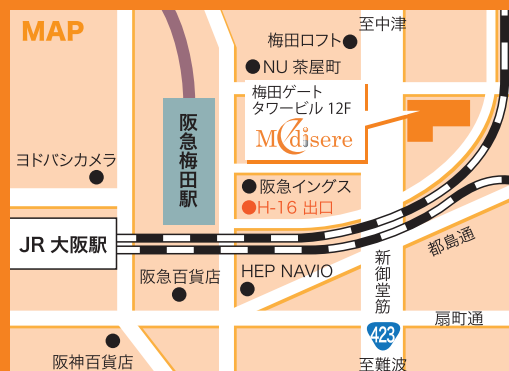 MAP
至中津
梅田ロフト
NU 茶屋町
梅田ゲート
タワービル 12F
Modisere
阪急梅田駅
ヨドバシカメラ
阪急イングス
H-16 出口
JR 大阪駅
都島通
新御堂筋
阪急百貨店
HEP NAVIO
扇町通
423
阪神百貨店
至難波